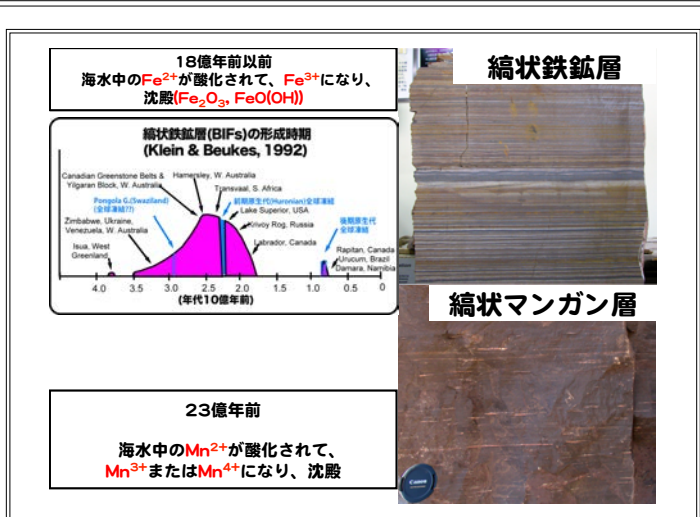 18億年前以前
海水中のFe²⁺が酸化されて、Fe³⁺になり、
沈殿(Fe₂O₃, FeO(OH))
縞状鉄鉱層
縞状鉄鉱層(BIFs)の形成時期
(Klein & Beukes, 1992)
Canadian Greenstone Belts &
Yilgaran Block, W. Australia
Hamersley, W. Australia
Transvaal, S. Africa
Pongola G.(Swaziland)
(全球凍結??)
前期原生代(Huronian)全球凍結
Lake Superior, USA
Zimbabwe, Ukraine,
Venezuela, W. Australia
Krivoy Rog, Russia
後期原生代
全球凍結
Isua, West
Greenland
Labrador, Canada
Rapitan, Canada
Urucum, Brazil
Damara, Namibia
4.0 3.5 3.0 2.5 2.0 1.5 1.0 0.5 0
(年代10億年前)
縞状マンガン層
23億年前
海水中のMn²⁺が酸化されて、
Mn³⁺またはMn⁴⁺になり、沈殿
Canon